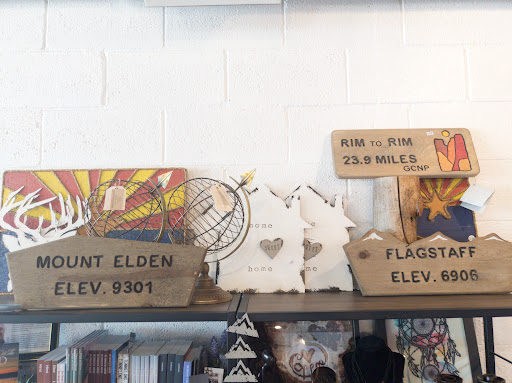 MOUNT ELDEN
ELEV. 9301
home
home
RIM TO RIM
23.9 MILES
GCNP
FLAGSTAFF
ELEV. 6906